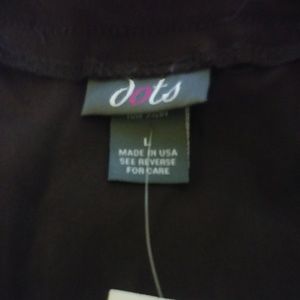 dots
L
MADE IN USA
SEE REVERSE
FOR CARE